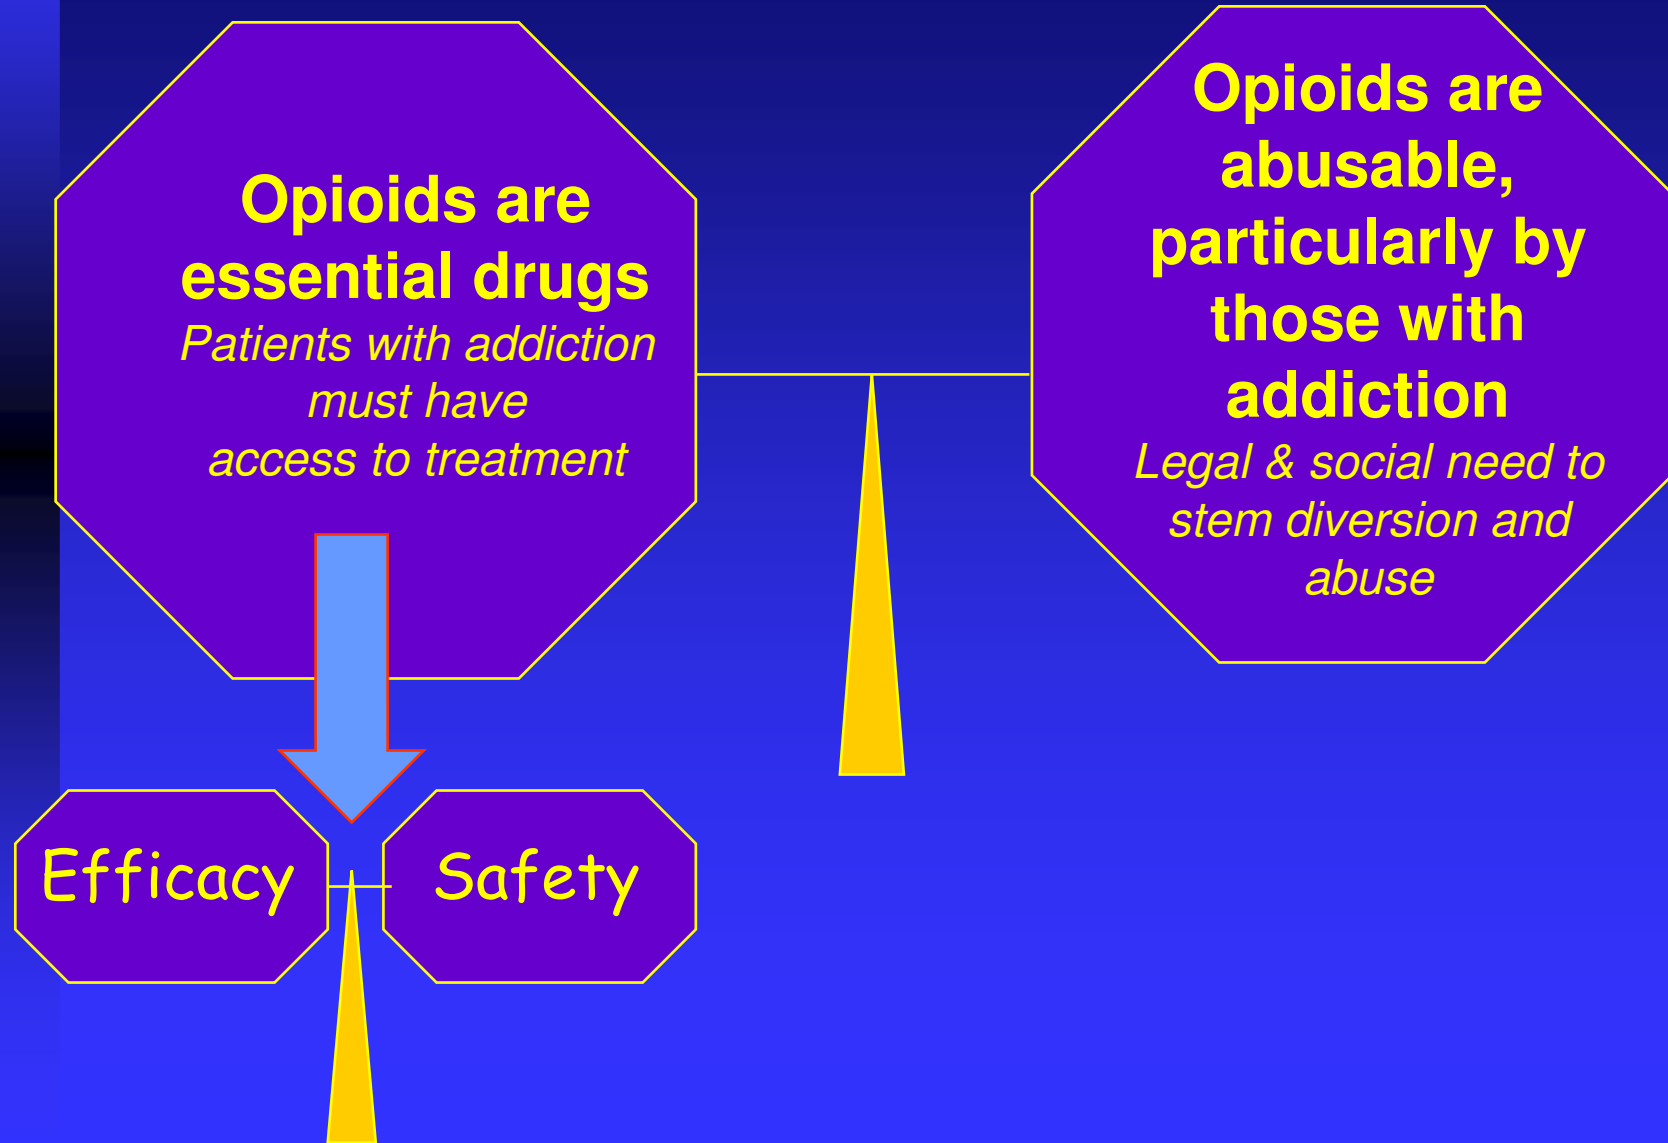 Opioids are
essential drugs
Patients with addiction
must have
access to treatment
Opioids are
abusable,
particularly by
those with
addiction
Legal & social need to
stem diversion and
abuse
Efficacy
Safety